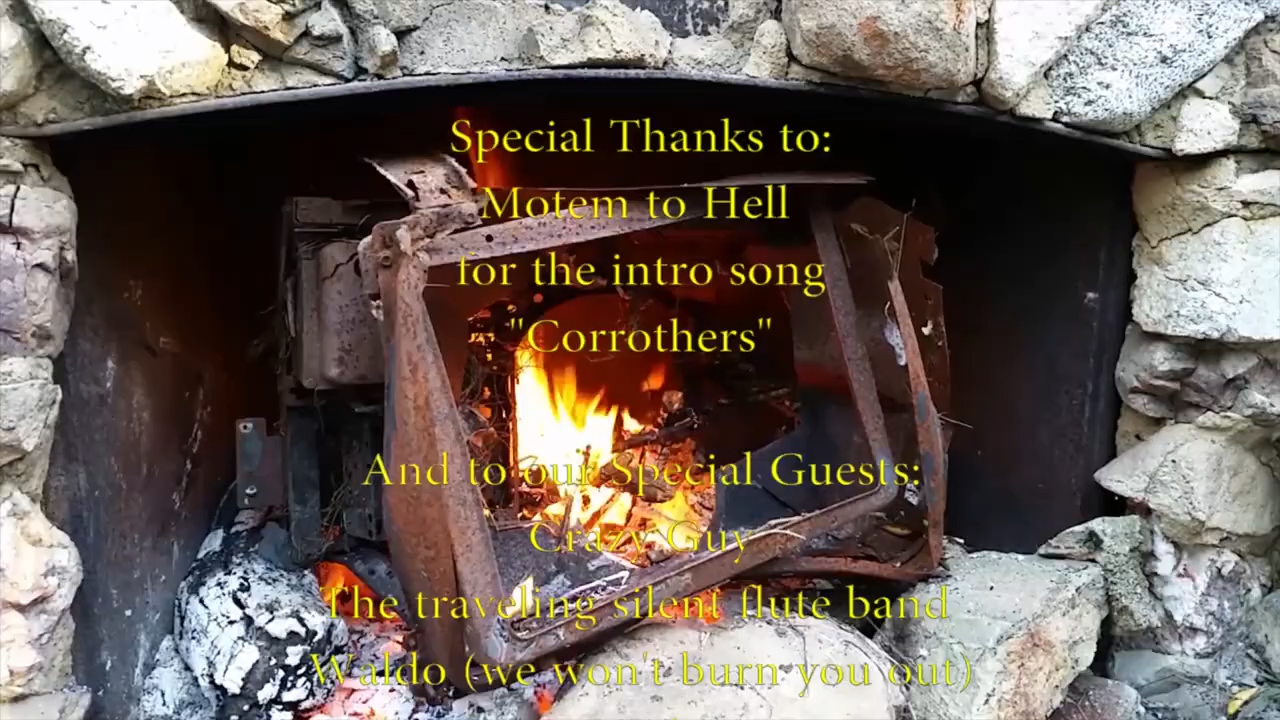 Special Thanks to:
Motem to Hell
for the intro song
"Corrothers"
And to our Special Guests:
Crazy Guy
The traveling silent flute band
Waldo (we won't burn you out)